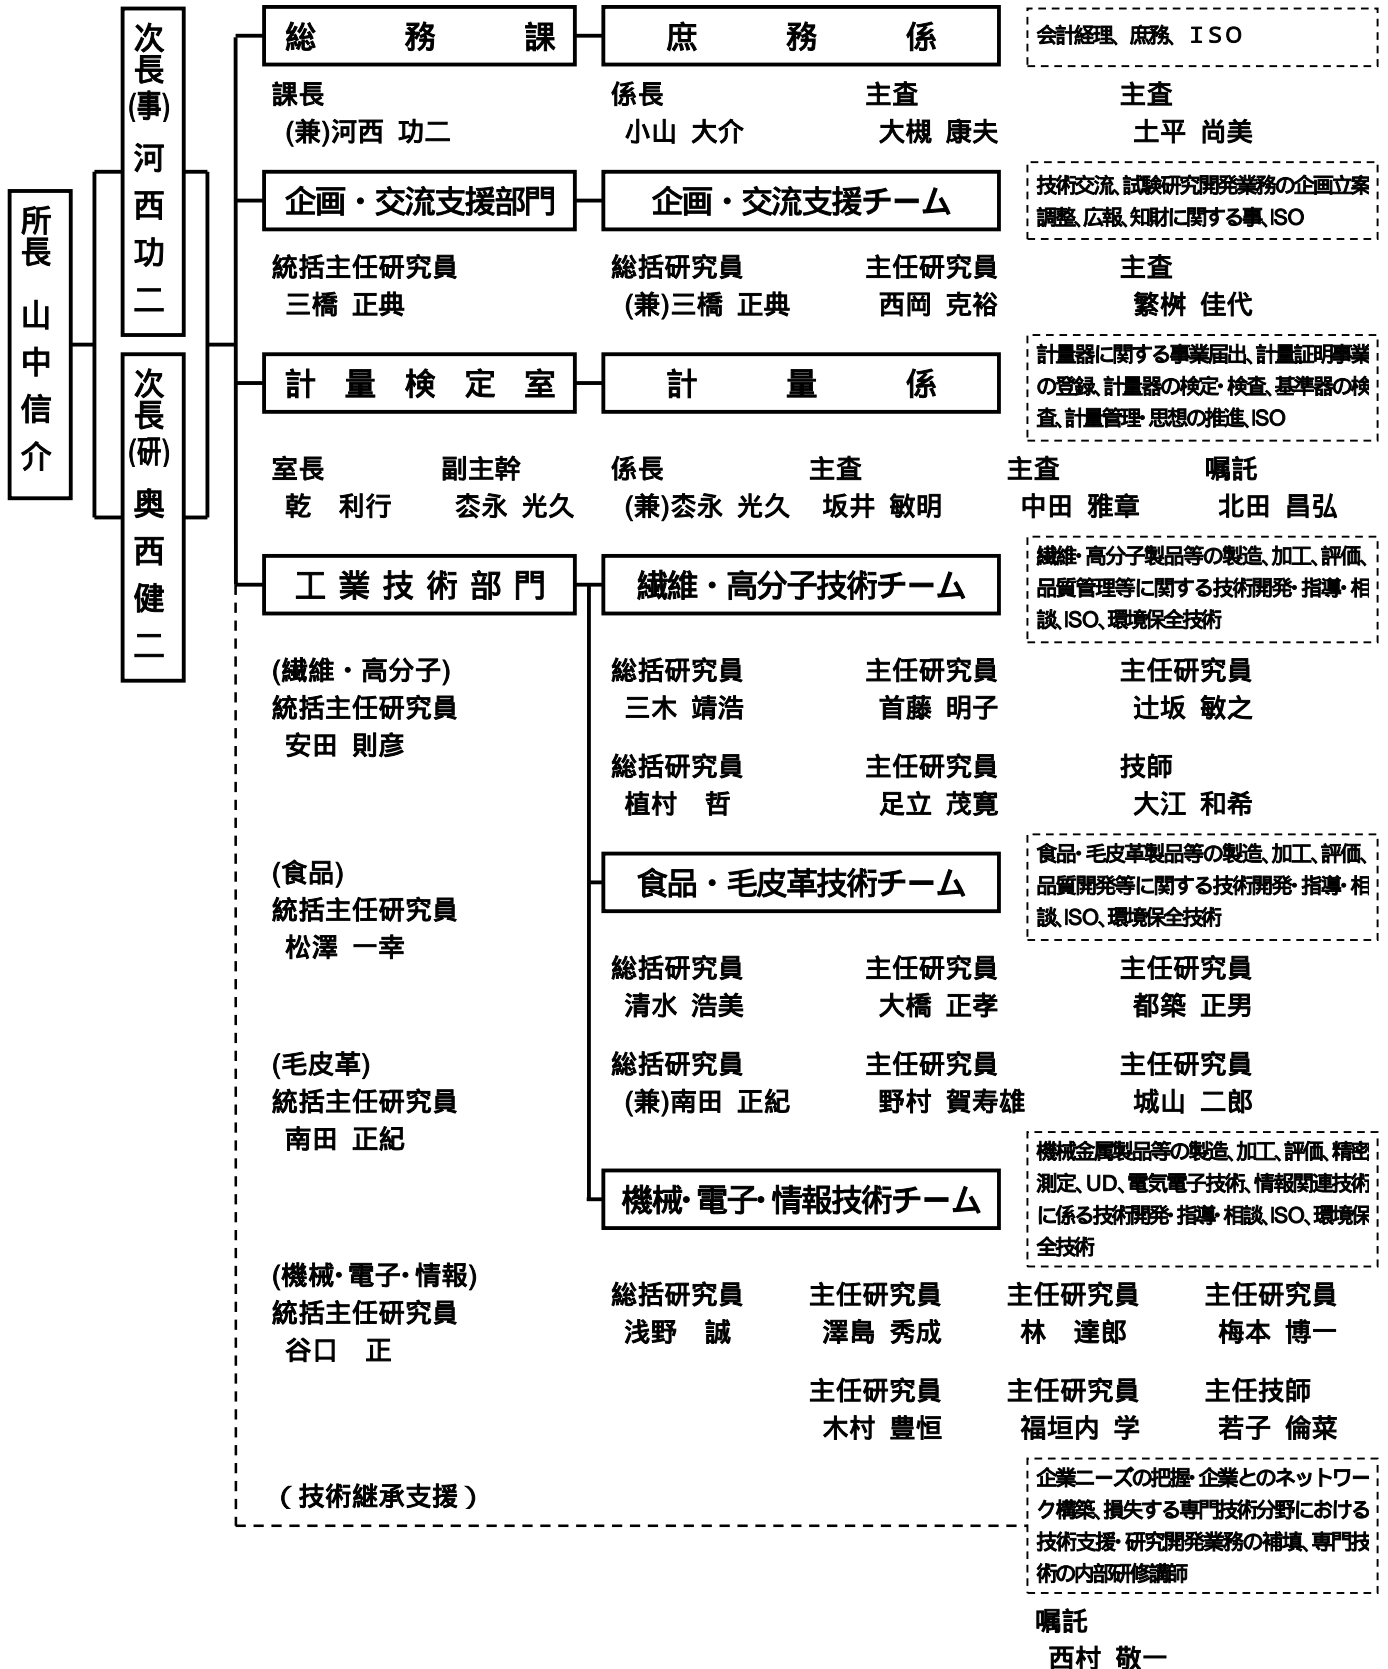 所長 山中信介
次長(事) 河西功二
次長(研) 奥西健二
総務課 庶務係
会計経理、庶務、ISO
課長 係長 主査 主査
(兼)河西 功二 小山 大介 大槻 康夫 土平 尚美
企画・交流支援部門 企画・交流支援チーム
技術交流、試験研究開発業務の企画立案
調整、広報、知財に関する事、ISO
統括主任研究員 総括研究員 主任研究員 主査
三橋 正典 (兼)三橋 正典 西岡 克裕 繁桝 佳代
計量検定室 計量係
計量器に関する事業届出、計量証明事業
の登録、計量器の検定・検査、基準器の検
査、計量管理・思想の推進、ISO
室長 副主幹 係長 主査 主査 嘱託
乾 利行 枩永 光久 (兼)枩永 光久 坂井 敏明 中田 雅章 北田 昌弘
工業技術部門 繊維・高分子技術チーム
繊維・高分子製品等の製造、加工、評価、
品質管理等に関する技術開発・指導・相
談、ISO、環境保全技術
(繊維・高分子) 総括研究員 主任研究員 主任研究員
統括主任研究員 三木 靖浩 首藤 明子 辻坂 敏之
安田 則彦
総括研究員 主任研究員 技師
植村 哲 足立 茂寛 大江 和希
食品・毛皮革技術チーム
食品・毛皮革製品等の製造、加工、評価、
品質開発等に関する技術開発・指導・相
談、ISO、環境保全技術
(食品)
統括主任研究員
松澤 一幸
総括研究員 主任研究員 主任研究員
清水 浩美 大橋 正孝 都築 正男
(毛皮革) 総括研究員 主任研究員 主任研究員
統括主任研究員 (兼)南田 正紀 野村 賀寿雄 城山 二郎
南田 正紀
機械・電子・情報技術チーム
機械金属製品等の製造、加工、評価、精密
測定、UD、電気電子技術、情報関連技術
に係る技術開発・指導・相談、ISO、環境保
全技術
(機械・電子・情報)
統括主任研究員
谷口 正
総括研究員 主任研究員 主任研究員 主任研究員
浅野 誠 澤島 秀成 林 達郎 梅本 博一
主任研究員 主任研究員 主任技師
木村 豊恒 福垣内 学 若子 倫菜
(技術継承支援)
企業ニーズの把握・企業とのネットワー
ク構築、損失する専門技術分野における
技術支援・研究開発業務の補填、専門技
術の内部研修講師
嘱託
西村 敬一